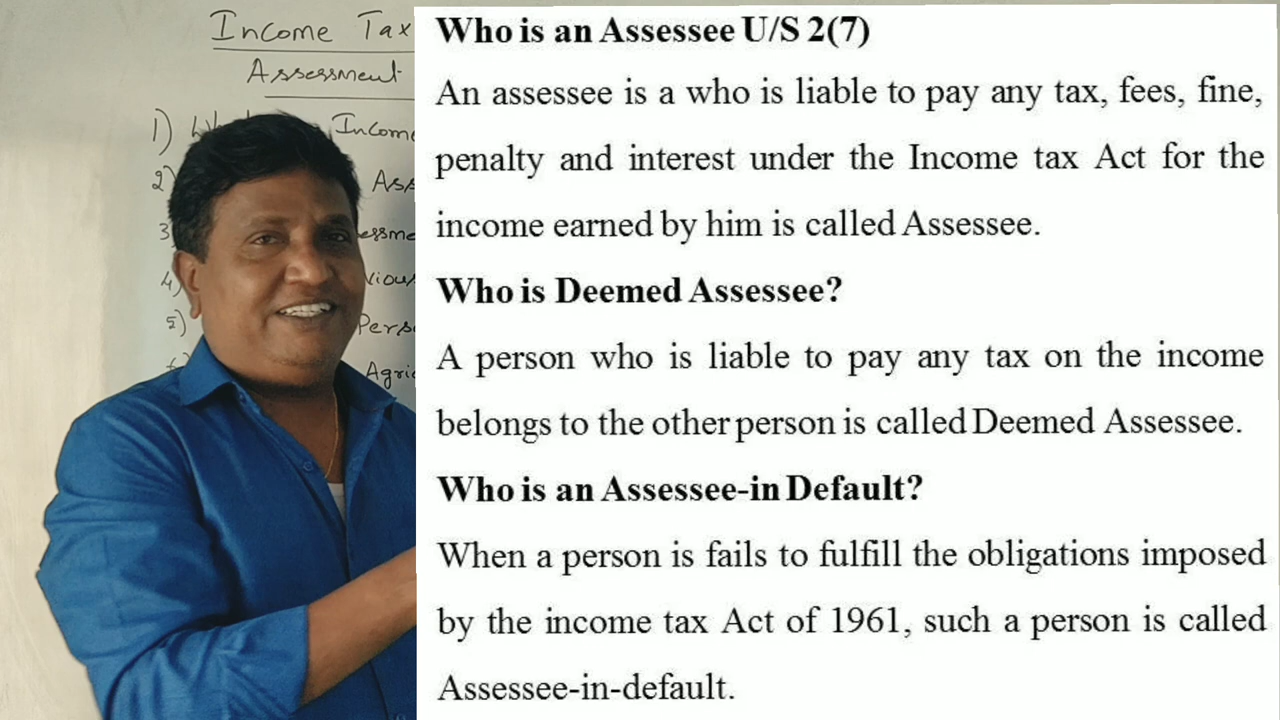 Income Tax
Assessment
1) Income
2) Ass
3) essme
4) vious
5) Perso
Agric
Who is an Assessee U/S 2(7)
An assessee is a who is liable to pay any tax, fees, fine,
penalty and interest under the Income tax Act for the
income earned by him is called Assessee.
Who is Deemed Assessee?
A person who is liable to pay any tax on the income
belongs to the other person is called Deemed Assessee.
Who is an Assessee-in Default?
When a person is fails to fulfill the obligations imposed
by the income tax Act of 1961, such a person is called
Assessee-in-default.